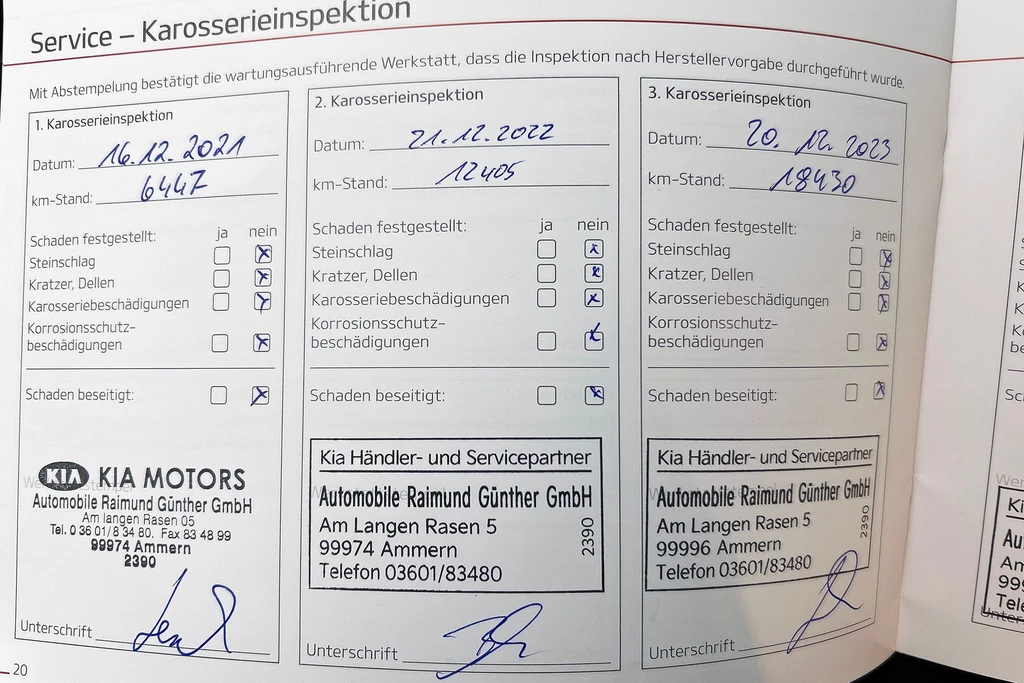 Service – Karosserieinspektion
Mit Abstempelung bestätigt die wartungsausführende Werkstatt, dass die Inspektion nach Herstellervorgabe durchgeführt wurde.
1. Karosserieinspektion
Datum: 16.12.2021
km-Stand: 6447
Schaden festgestellt: ja nein
Steinschlag
Kratzer, Dellen
Karosseriebeschädigungen
Korrosionsschutz-
beschädigungen
Schaden beseitigt:
KIA KIA MOTORS
Automobile Raimund Günther GmbH
Am langen Rasen 05
Tel. 0 36 01/8 34 80. Fax 83 48 99
99974 Ammern
2390
Unterschrift
2. Karosserieinspektion
Datum: 21.12.2022
km-Stand: 12405
Schaden festgestellt: ja nein
Steinschlag
Kratzer, Dellen
Karosseriebeschädigungen
Korrosionsschutz-
beschädigungen
Schaden beseitigt:
Kia Händler- und Servicepartner
Automobile Raimund Günther GmbH
Am Langen Rasen 5
99974 Ammern
Telefon 03601/83480
2390
Unterschrift
3. Karosserieinspektion
Datum: 20.12.2023
km-Stand: 18430
Schaden festgestellt: ja nein
Steinschlag
Kratzer, Dellen
Karosseriebeschädigungen
Korrosionsschutz-
beschädigungen
Schaden beseitigt:
Kia Händler- und Servicepartner
Automobile Raimund Günther GmbH
Am Langen Rasen 5
99996 Ammern
Telefon 03601/83480
2390
Unterschrift
20